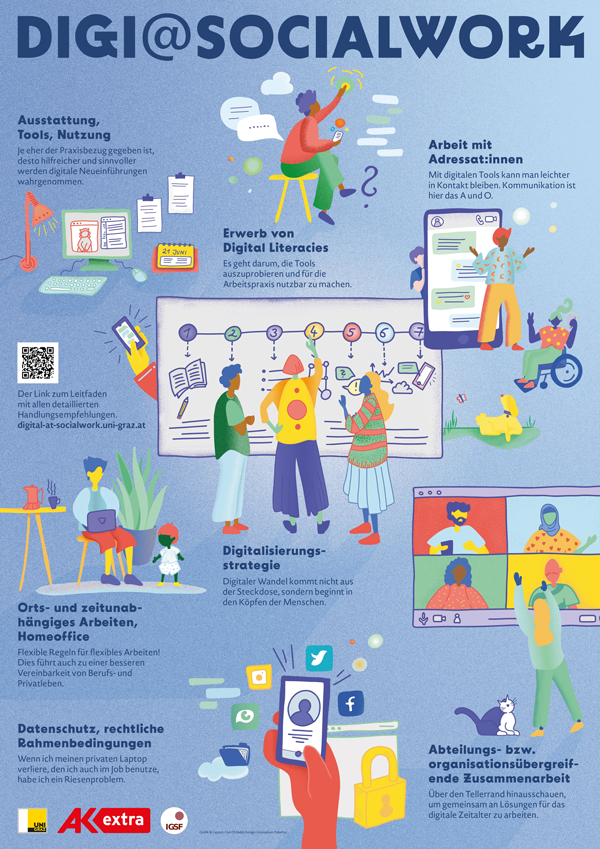 DIGI@SOCIALWORK
Ausstattung,
Tools, Nutzung
Je eher der Praxisbezug gegeben ist,
desto hilfreicher und sinnvoller
werden digitale Neueinführungen
wahrgenommen.
21 JUNI
Erwerb von
Digital Literacies
Es geht darum, die Tools
auszuprobieren und für die
Arbeitspraxis nutzbar zu machen.
Arbeit mit
Adressat:innen
Mit digitalen Tools kann man leichter
in Kontakt bleiben. Kommunikation ist
hier das A und O.
1 2 3 4 5 6 7
Der Link zum Leitfaden
mit allen detaillierten
Handlungsempfehlungen.
digital-at-socialwork.uni-graz.at
Digitalisierungs-
strategie
Digitaler Wandel kommt nicht aus
der Steckdose, sondern beginnt in
den Köpfen der Menschen.
Orts- und zeitunab-
hängiges Arbeiten,
Homeoffice
Flexible Regeln für flexibles Arbeiten!
Dies führt auch zu einer besseren
Vereinbarkeit von Berufs- und
Privatleben.
Datenschutz, rechtliche
Rahmenbedingungen
Wenn ich meinen privaten Laptop
verliere, den ich auch im Job benutze,
habe ich ein Riesenproblem.
Abteilungs- bzw.
organisationsübergreif-
ende Zusammenarbeit
Über den Tellerrand hinausschauen,
um gemeinsam an Lösungen für das
digitale Zeitalter zu arbeiten.
UNI
GRAZ
AK extra
IGSF